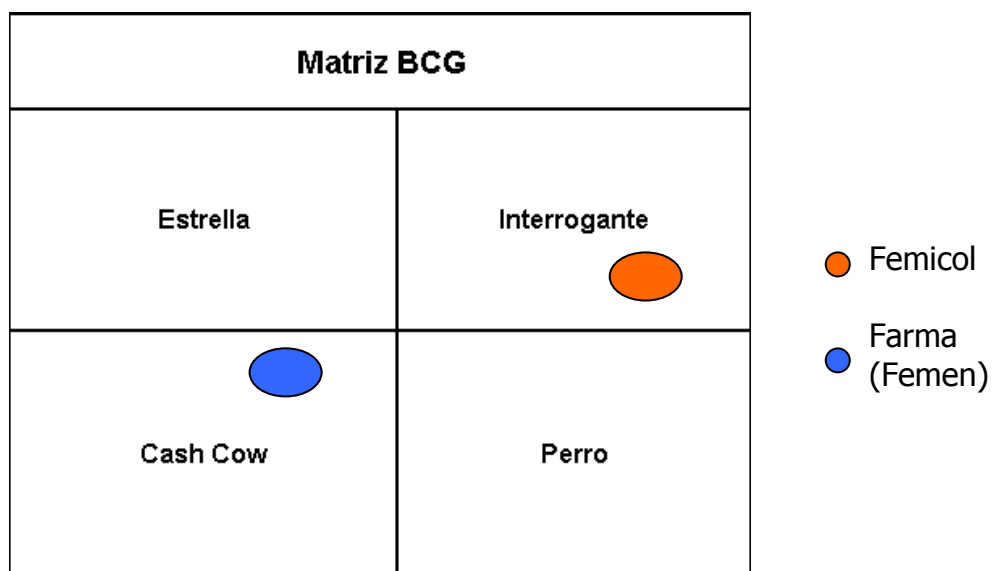 Matriz BCG
Estrella
Interrogante
Cash Cow
Perro
Femicol
Farma
(Femen)